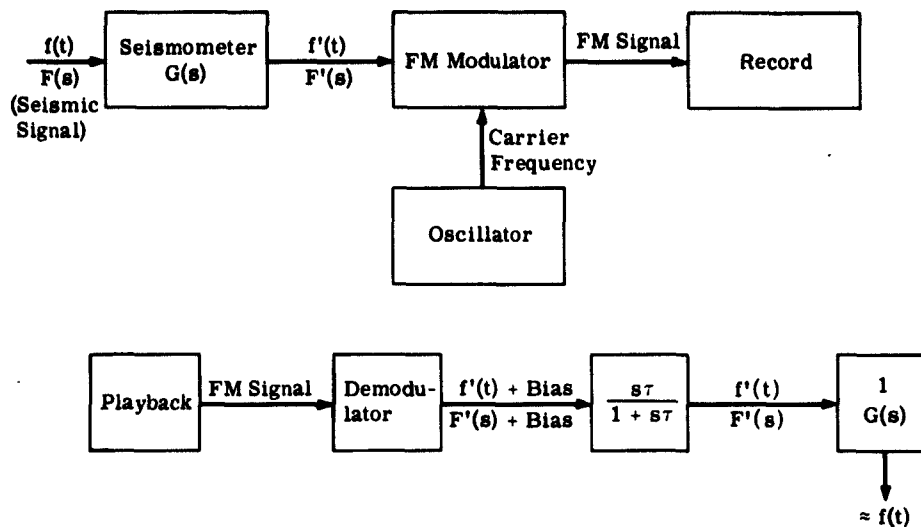 f(t)
F(s)
(Seismic
Signal)
Seismometer
G(s)
f'(t)
F'(s)
FM Modulator
FM Signal
Record
Carrier
Frequency
Oscillator
Playback
FM Signal
Demodu-
lator
f'(t) + Bias
F'(s) + Bias
sτ
1 + sτ
f'(t)
F'(s)
1
G(s)
≈ f(t)